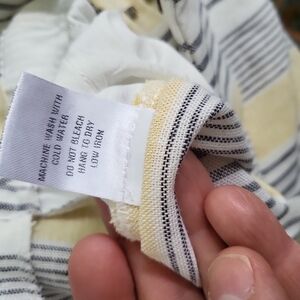 MACHINE WASH WITH
COLD WATER
DO NOT BLEACH
HANG TO DRY
LOW IRON